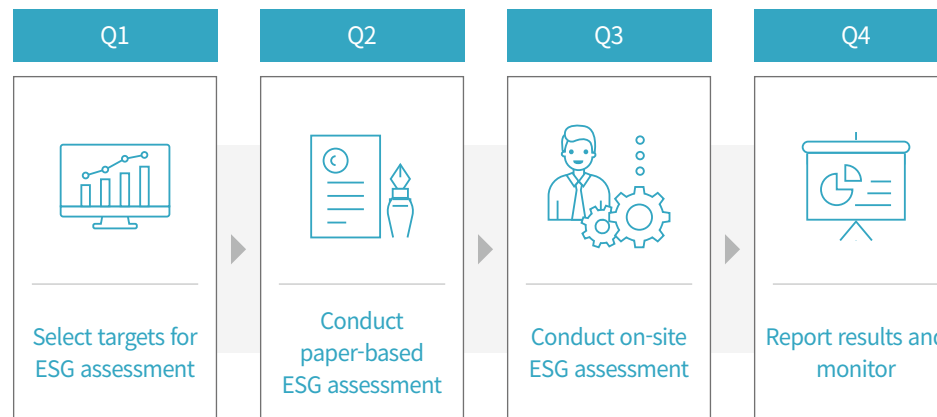 Q1
Q2
Q3
Q4
Select targets for
ESG assessment
Conduct
paper-based
ESG assessment
Conduct on-site
ESG assessment
Report results and
monitor